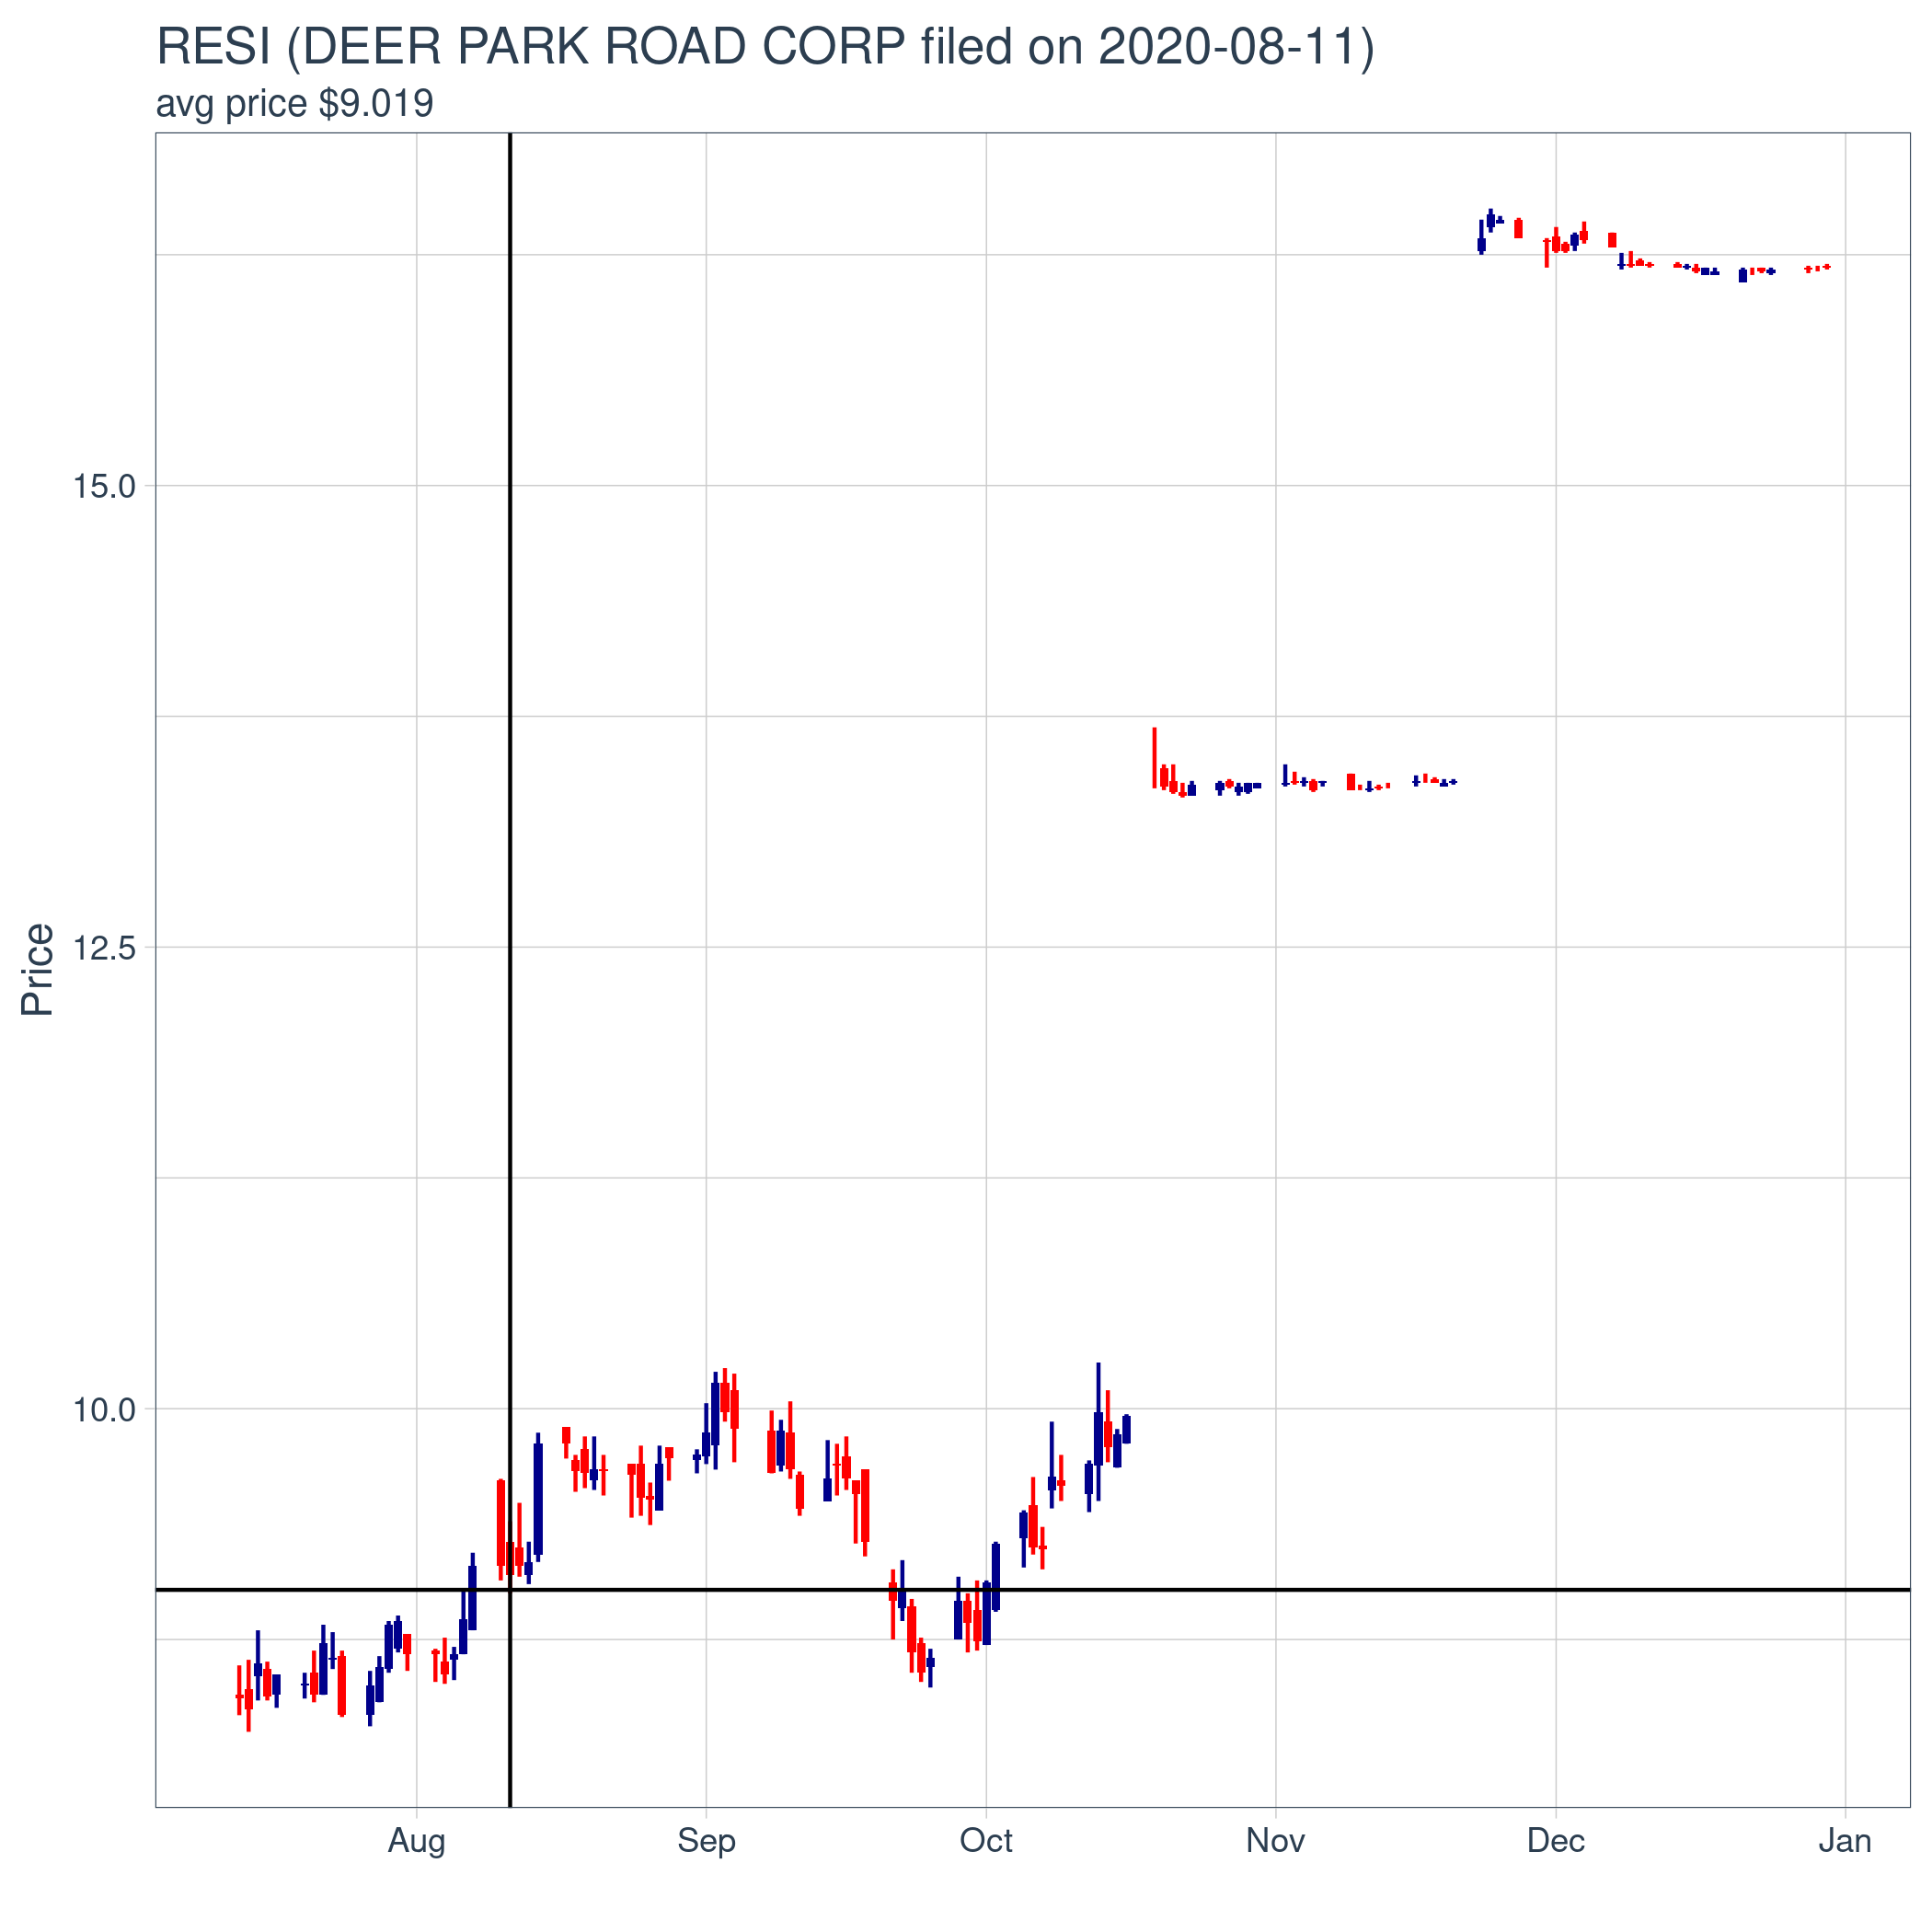 RESI (DEER PARK ROAD CORP filed on 2020-08-11)
avg price $9.019
15.0
12.5
10.0
Price
Aug Sep Oct Nov Dec Jan